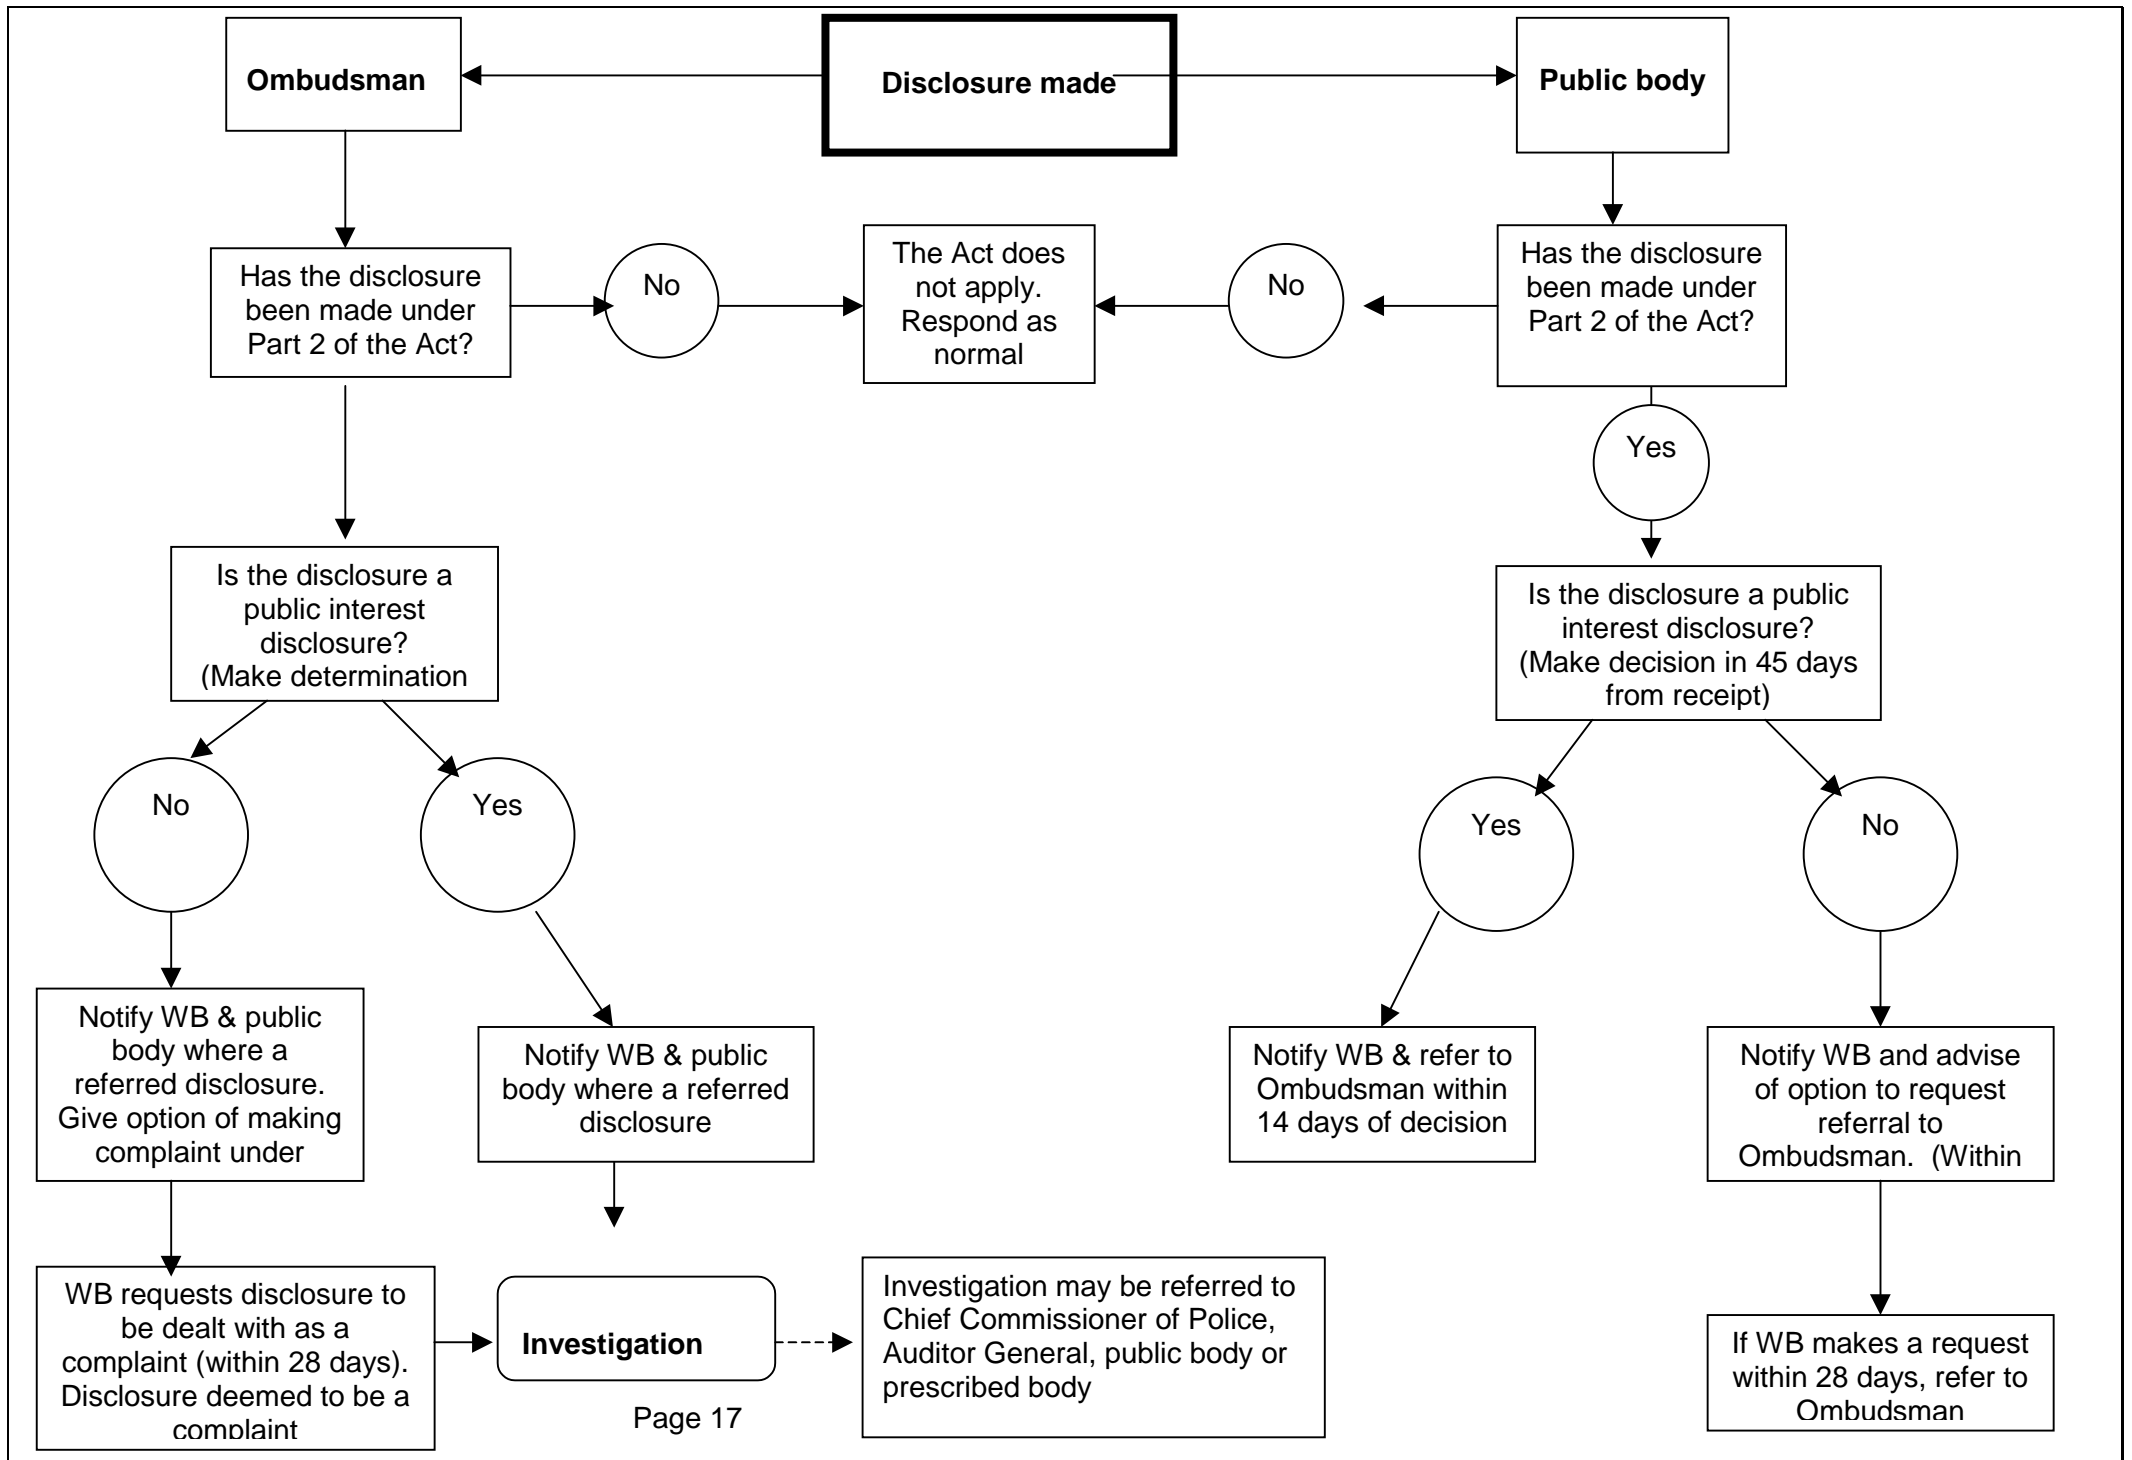 Ombudsman
Disclosure made
Public body
Has the disclosure
been made under
Part 2 of the Act?
No
The Act does
not apply.
Respond as
normal
No
Has the disclosure
been made under
Part 2 of the Act?
Yes
Is the disclosure a
public interest
disclosure?
(Make determination
Is the disclosure a public
interest disclosure?
(Make decision in 45 days
from receipt)
No
Yes
Yes
No
Notify WB & public
body where a
referred disclosure.
Give option of making
complaint under
Notify WB & public
body where a referred
disclosure
Notify WB & refer to
Ombudsman within
14 days of decision
Notify WB and advise
of option to request
referral to
Ombudsman.  (Within
WB requests disclosure to
be dealt with as a
complaint (within 28 days).
Disclosure deemed to be a
complaint
Investigation
Investigation may be referred to
Chief Commissioner of Police,
Auditor General, public body or
prescribed body
If WB makes a request
within 28 days, refer to
Ombudsman
Page 17